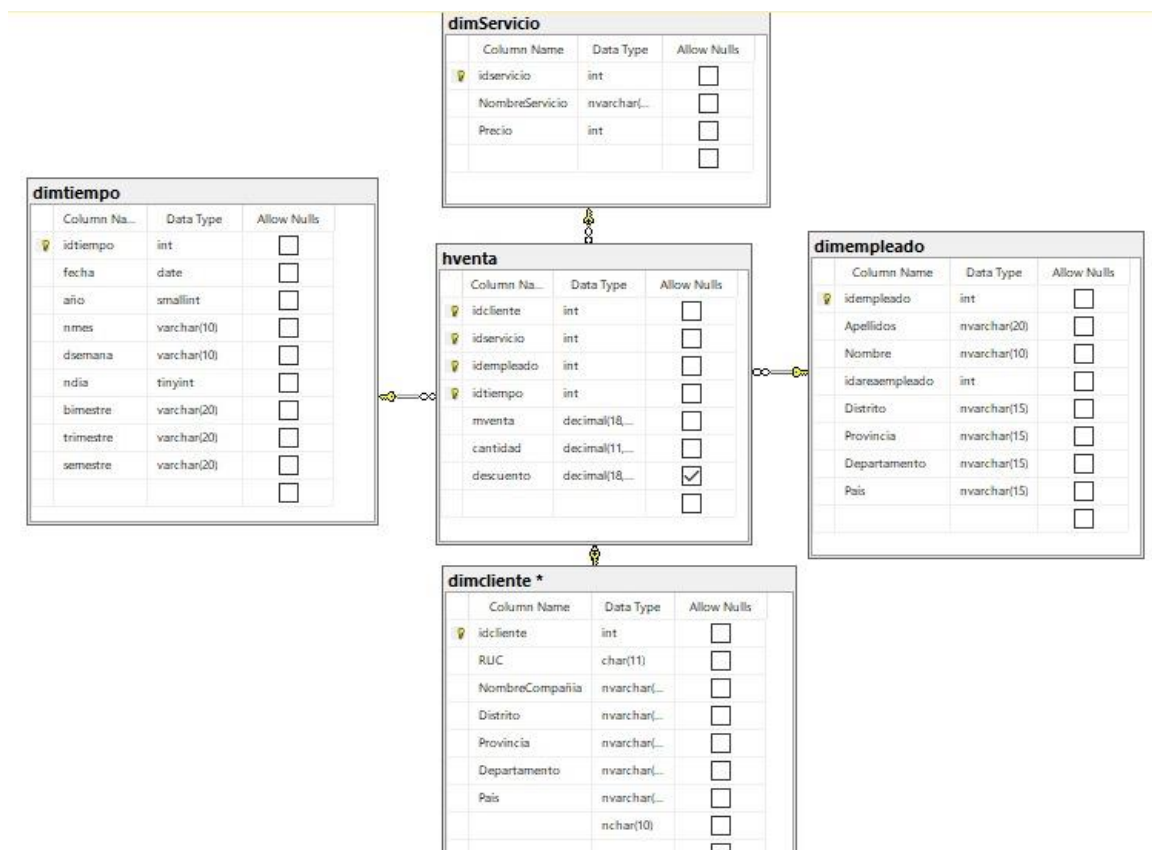 dimServicio
Column Name Data Type Allow Nulls
idservicio int
NombreServicio nvarchar(...
Precio int
dimtiempo
Column Na... Data Type Allow Nulls
idtiempo int
fecha date
año smallint
nmes varchar(10)
dsemana varchar(10)
ndia tinyint
bimestre varchar(20)
trimestre varchar(20)
semestre varchar(20)
hventa
Column Na... Data Type Allow Nulls
idcliente int
idservicio int
idempleado int
idtiempo int
mventa decimal(18,...
cantidad decimal(11,...
descuento decimal(18,...
dimempleado
Column Name Data Type Allow Nulls
idempleado int
Apellidos nvarchar(20)
Nombre nvarchar(10)
idareaempleado int
Distrito nvarchar(15)
Provincia nvarchar(15)
Departamento nvarchar(15)
Pais nvarchar(15)
dimcliente *
Column Name Data Type Allow Nulls
idcliente int
RUC char(11)
NombreCompañia nvarchar(...
Distrito nvarchar(...
Provincia nvarchar(...
Departamento nvarchar(...
Pais nvarchar(...
nchar(10)